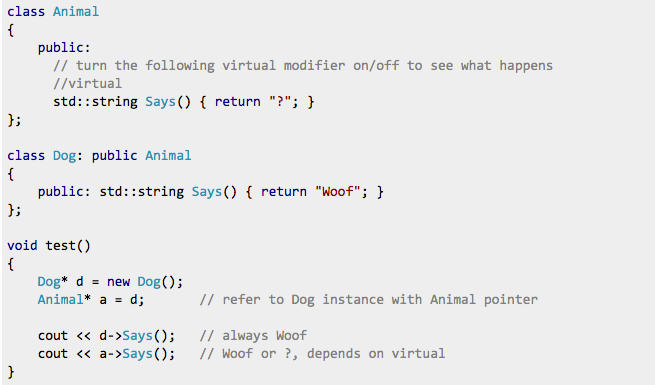 class Animal
{
    public:
      // turn the following virtual modifier on/off to see what happens
      //virtual
      std::string Says() { return "?"; }
};

class Dog: public Animal
{
    public: std::string Says() { return "Woof"; }
};

void test()
{
    Dog* d = new Dog();
    Animal* a = d;       // refer to Dog instance with Animal pointer

    cout << d->Says();   // always Woof
    cout << a->Says();   // Woof or ?, depends on virtual
}